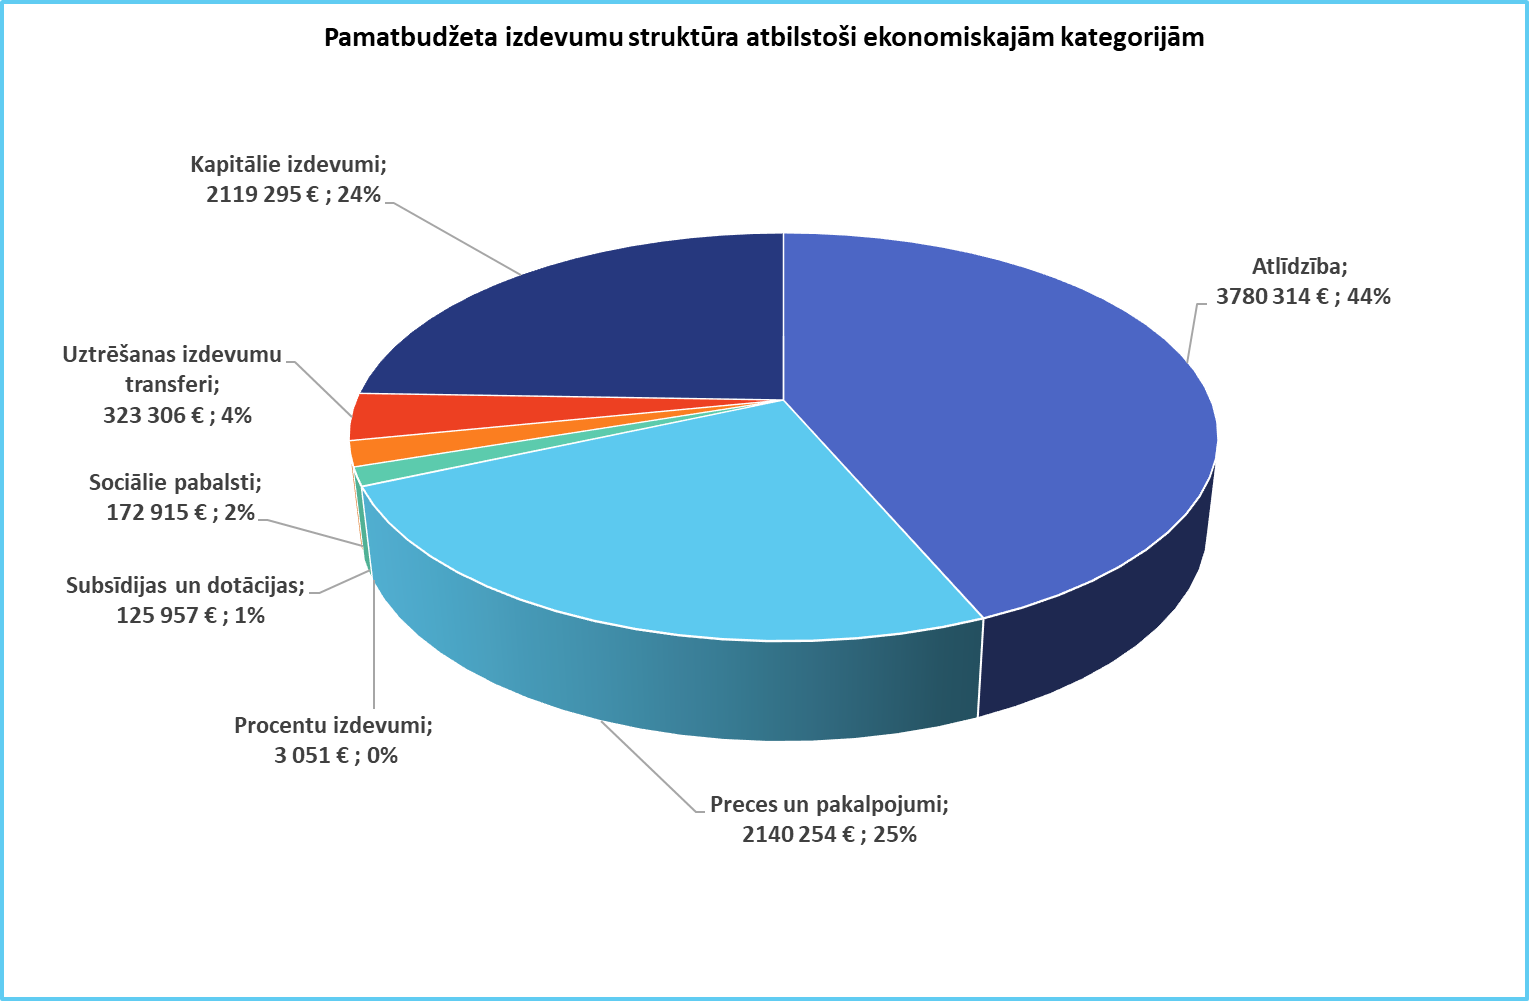 Pamatbudžeta izdevumu struktūra atbilstoši ekonomiskajām kategorijām
Kapitālie izdevumi;
2119 295 € ; 24%
Atlīdzība;
3780 314 € ; 44%
Uztrēšanas izdevumu
transferi;
323 306 € ; 4%
Sociālie pabalsti;
172 915 € ; 2%
Subsīdijas un dotācijas;
125 957 € ; 1%
Procentu izdevumi;
3 051 € ; 0%
Preces un pakalpojumi;
2140 254 € ; 25%